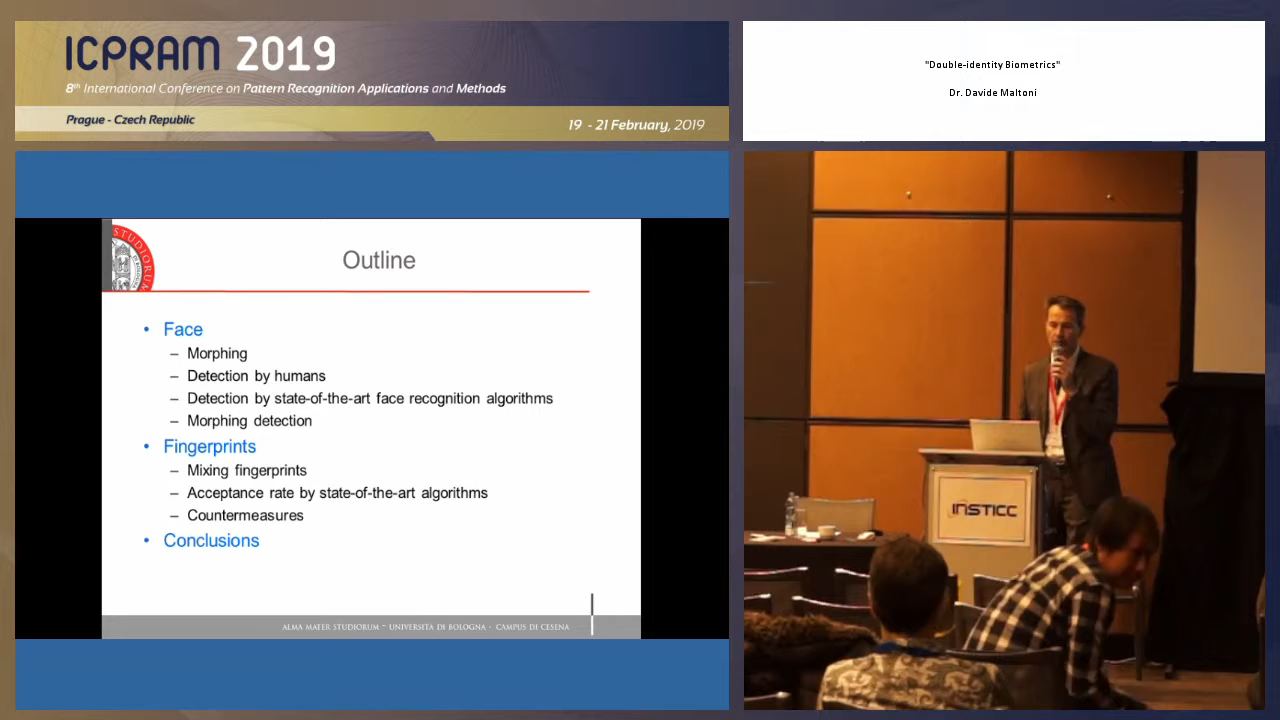 ICPRAM 2019
8th International Conference on Pattern Recognition Applications and Methods
Prague - Czech Republic
19 - 21 February, 2019
"Double-identity Biometrics"
Dr. Davide Maltoni
STUDIORUM
Outline
• Face
– Morphing
– Detection by humans
– Detection by state-of-the-art face recognition algorithms
– Morphing detection
• Fingerprints
– Mixing fingerprints
– Acceptance rate by state-of-the-art algorithms
– Countermeasures
• Conclusions
ALMA MATER STUDIORUM ~ UNIVERSITÀ DI BOLOGNA - CAMPUS DI CESENA
INSTICC